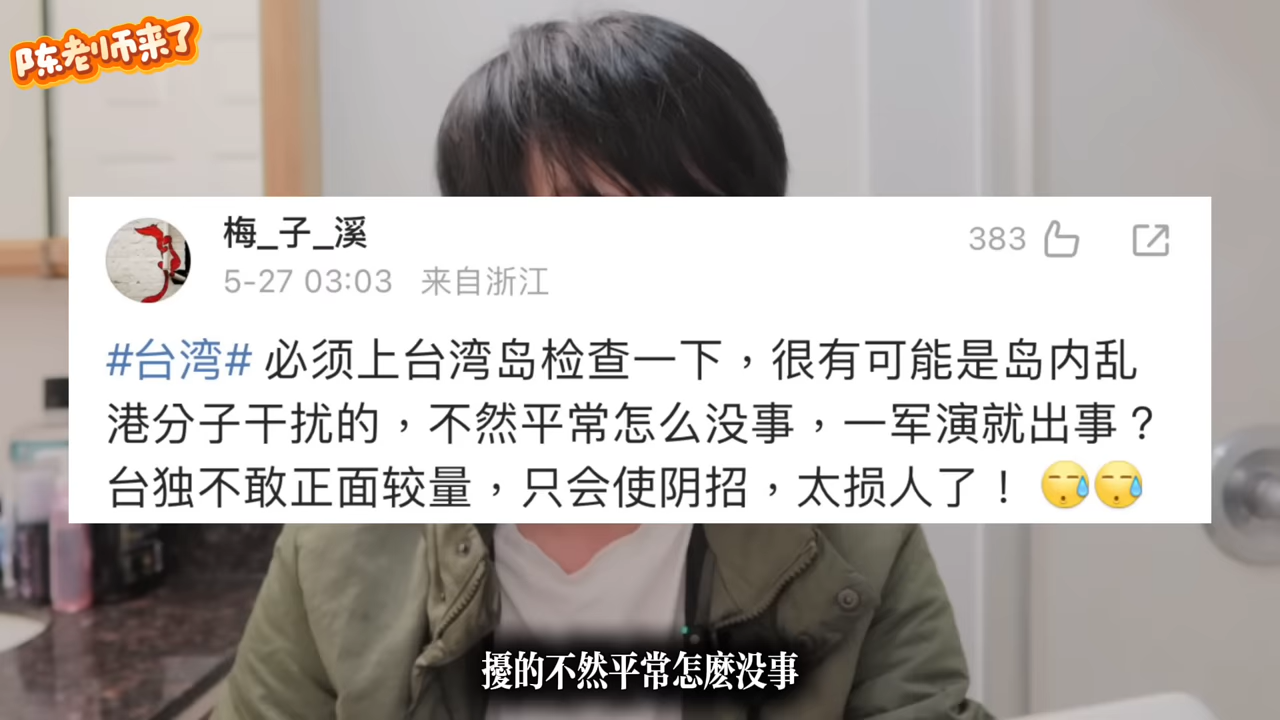 陈老师来了
梅_子_溪
383
5-27 03:03 来自浙江
#台湾# 必须上台湾岛检查一下，很有可能是岛内乱
港分子干扰的，不然平常怎么没事，一军演就出事？
台独不敢正面较量，只会使阴招，太损人了！😪😪
擾的不然平常怎麼没事